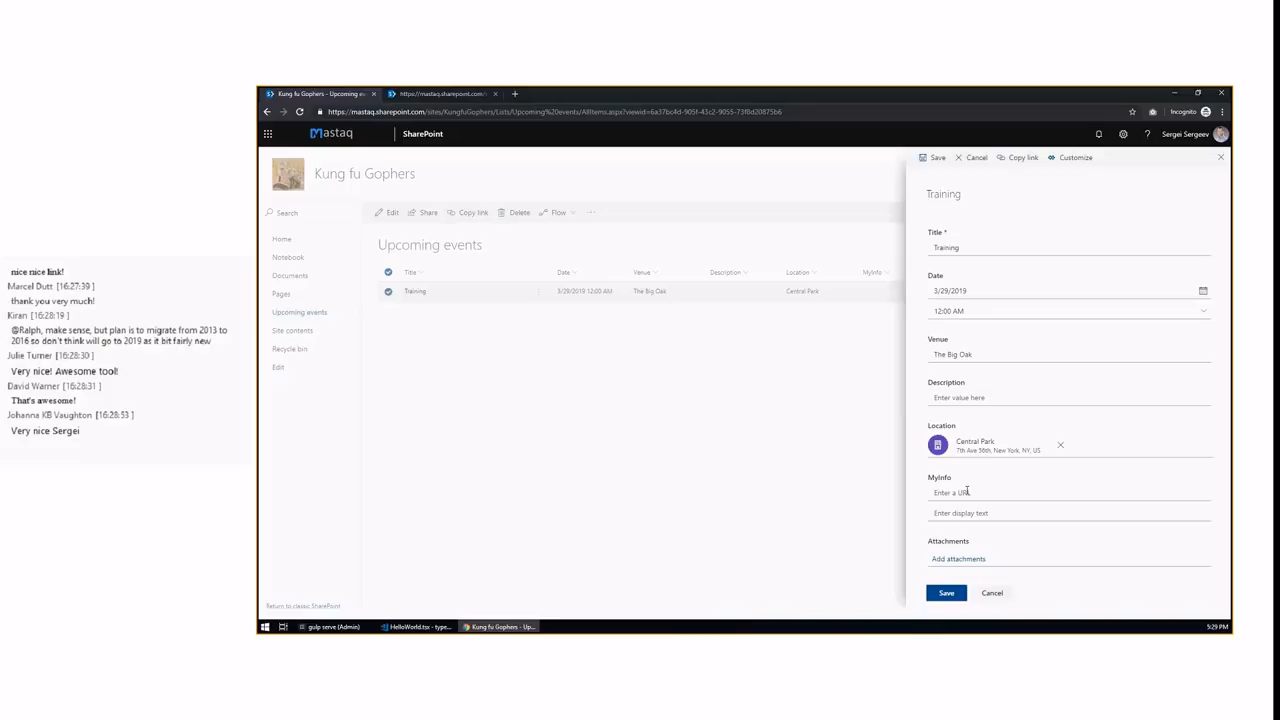 nice nice link!
Marcel Dutt [16:27:39 ]
thank you very much!
Kiran [16:28:19 ]
@Ralph, make sense, but plan is to migrate from 2013 to
2016 so don't think will go to 2019 as it bit fairly new
Julie Turner [16:28:30 ]
Very nice! Awesome tool!
David Warner [16:28:31 ]
That's awesome!
Johanna KB Vaughton [16:28:53 ]
Very nice Sergei
Kung fu Gophers - Upcoming ev
https://mastaq.sharepoint.com/
https://mastaq.sharepoint.com/sites/KungfuGophers/Lists/Upcoming%20events/AllItems.aspx?viewid=6a37bc4d-905f-43c2-9055-73f0d20875b6
Incognito
Mastaq
SharePoint
Sergei Sergeev
Kung fu Gophers
Search
Home
Notebook
Documents
Pages
Upcoming events
Site contents
Recycle bin
Edit
Return to classic SharePoint
Edit Share Copy link Delete Flow ...
Upcoming events
Title Date Venue Description Location MyInfo
Training 3/29/2019 12:00 AM The Big Oak Central Park
Save Cancel Copy link Customize
Training
Title *
Training
Date
3/29/2019
12:00 AM
Venue
The Big Oak
Description
Enter value here
Location
Central Park
7th Ave 56th, New York, NY, US
MyInfo
Enter a URL
Enter display text
Attachments
Add attachments
Save Cancel
gulp serve (Admin) HelloWorld.tsx - type... Kung fu Gophers - Up... 5:29 PM